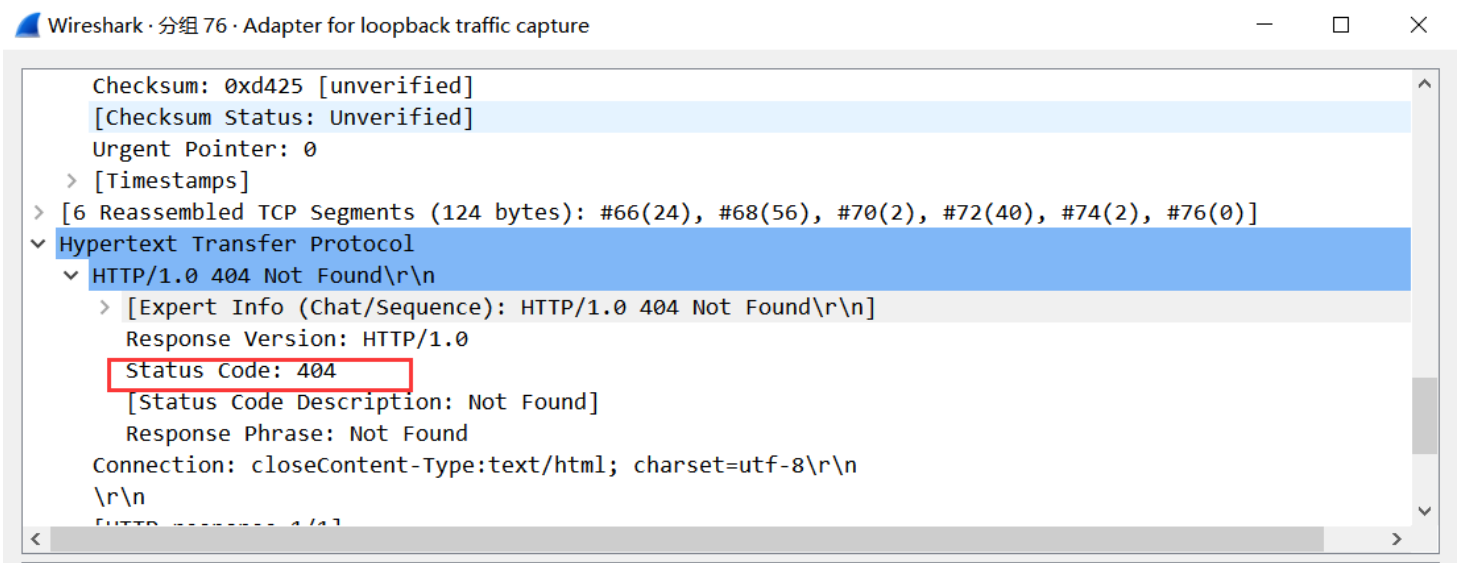 Wireshark · 分组 76 · Adapter for loopback traffic capture
Checksum: 0xd425 [unverified]
[Checksum Status: Unverified]
Urgent Pointer: 0
[Timestamps]
[6 Reassembled TCP Segments (124 bytes): #66(24), #68(56), #70(2), #72(40), #74(2), #76(0)]
Hypertext Transfer Protocol
HTTP/1.0 404 Not Found\r\n
[Expert Info (Chat/Sequence): HTTP/1.0 404 Not Found\r\n]
Response Version: HTTP/1.0
Status Code: 404
[Status Code Description: Not Found]
Response Phrase: Not Found
Connection: closeContent-Type:text/html; charset=utf-8\r\n
\r\n
[HTTP response 1/1]